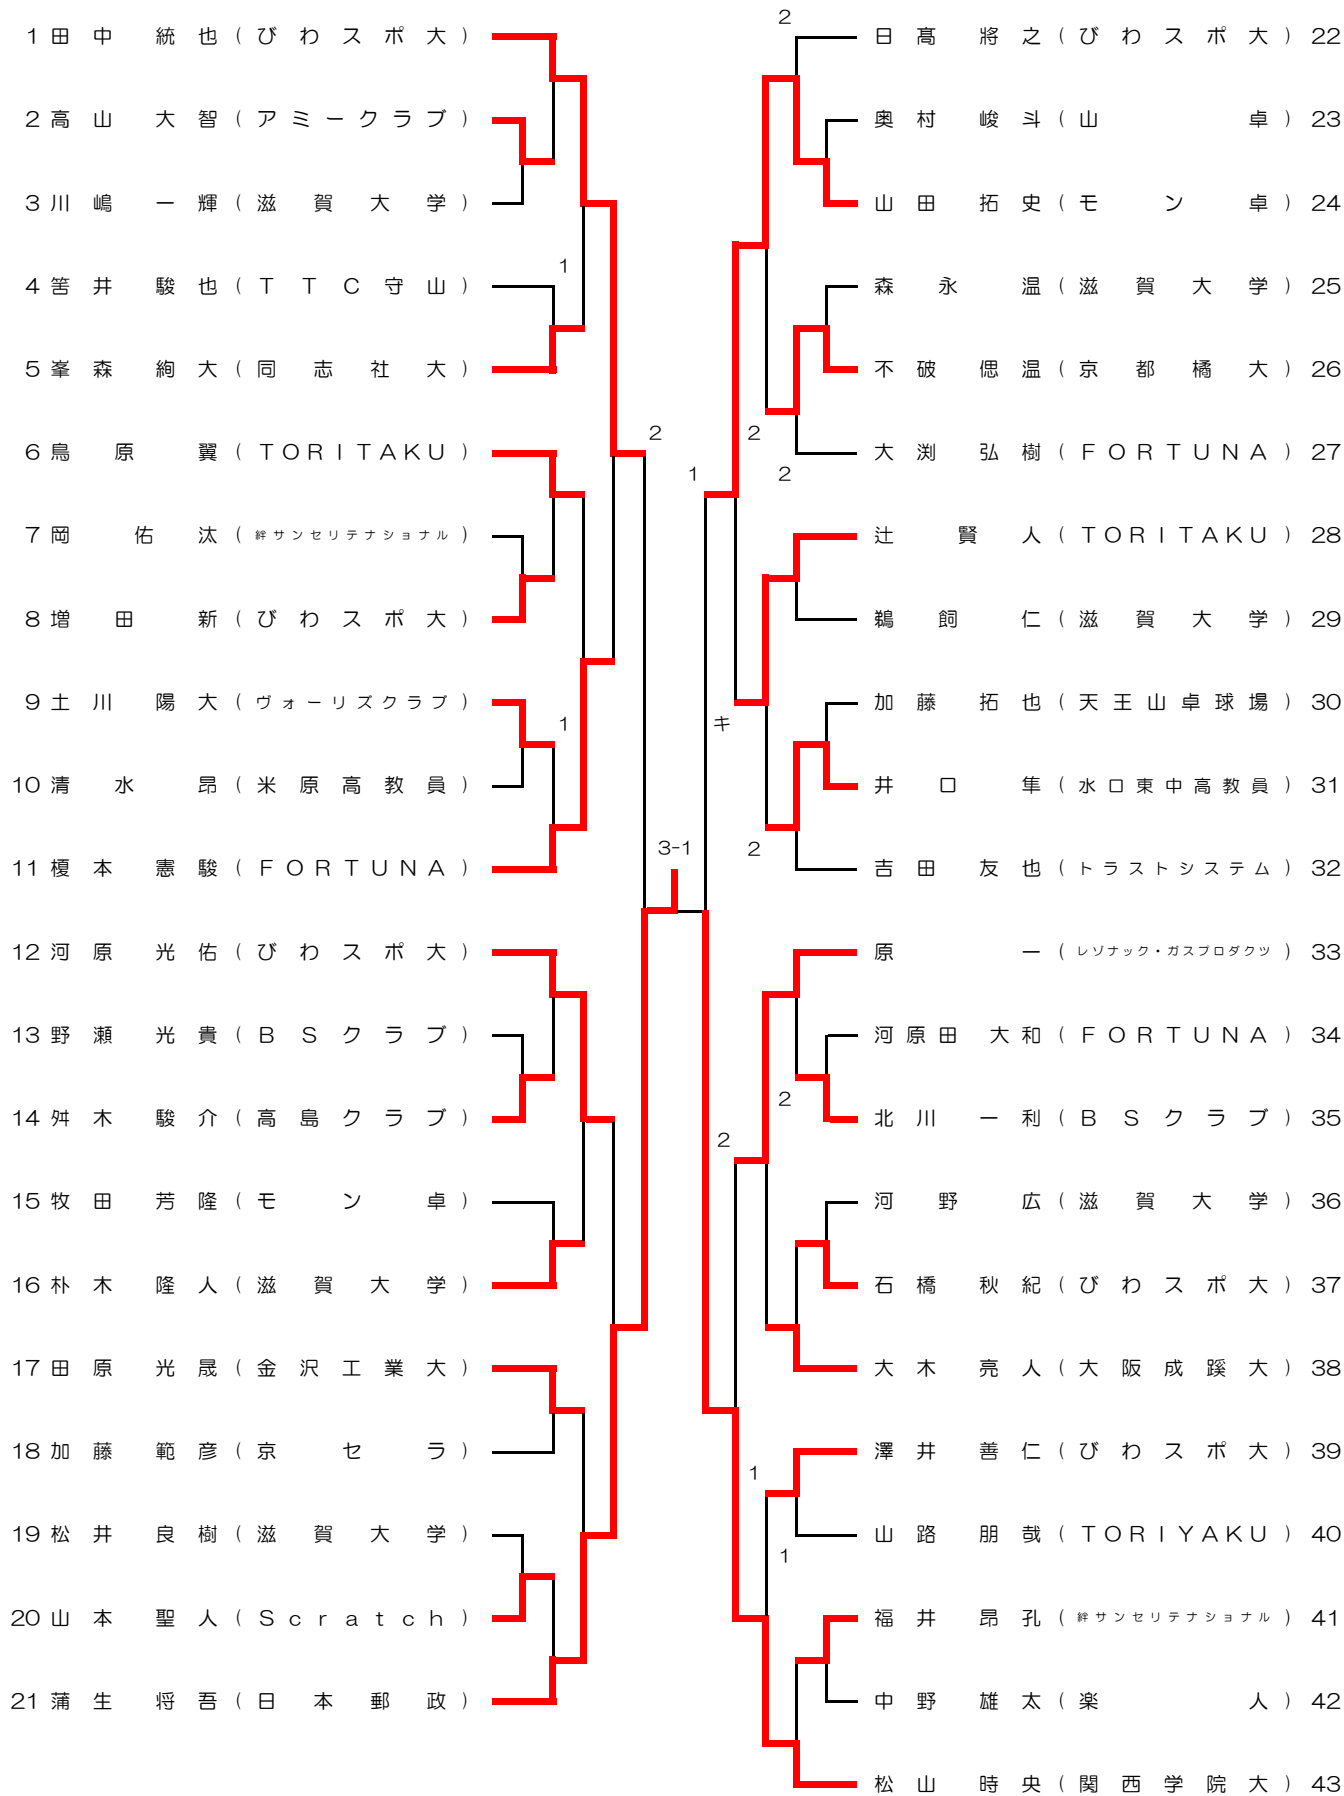 1 田中 統也 (びわスポ大)
2 高山 大智 (アミークラブ)
3 川嶋 一輝 (滋賀大学)
4 筈井 駿也 (TTC守山)
5 峯森 絢大 (同志社大)
6 鳥原 翼 (TORITAKU)
7 岡 佑汰 (絆サンセリテナショナル)
8 増田 新 (びわスポ大)
9 土川 陽大 (ヴォーリズクラブ)
10 清水 昂 (米原高教員)
11 榎本 憲駿 (FORTUNA)
12 河原 光佑 (びわスポ大)
13 野瀬 光貴 (BSクラブ)
14 舛木 駿介 (高島クラブ)
15 牧田 芳隆 (モン卓)
16 朴木 隆人 (滋賀大学)
17 田原 光晟 (金沢工業大)
18 加藤 範彦 (京セラ)
19 松井 良樹 (滋賀大学)
20 山本 聖人 (Scratch)
21 蒲生 将吾 (日本郵政)
1
2
1
3-1
2
2
2
1
キ
2
2
2
1
1
日髙 將之 (びわスポ大) 22
奥村 峻斗 (山卓) 23
山田 拓史 (モン卓) 24
森永 温 (滋賀大学) 25
不破 偲温 (京都橘大) 26
大渕 弘樹 (FORTUNA) 27
辻 賢人 (TORITAKU) 28
鵜飼 仁 (滋賀大学) 29
加藤 拓也 (天王山卓球場) 30
井口 隼 (水口東中高教員) 31
吉田 友也 (トラストシステム) 32
原 一 (レゾナック・ガスプロダクツ) 33
河原田 大和 (FORTUNA) 34
北川 一利 (BSクラブ) 35
河野 広 (滋賀大学) 36
石橋 秋紀 (びわスポ大) 37
大木 亮人 (大阪成蹊大) 38
澤井 善仁 (びわスポ大) 39
山路 朋哉 (TORIYAKU) 40
福井 昂孔 (絆サンセリテナショナル) 41
中野 雄太 (楽人) 42
松山 時央 (関西学院大) 43